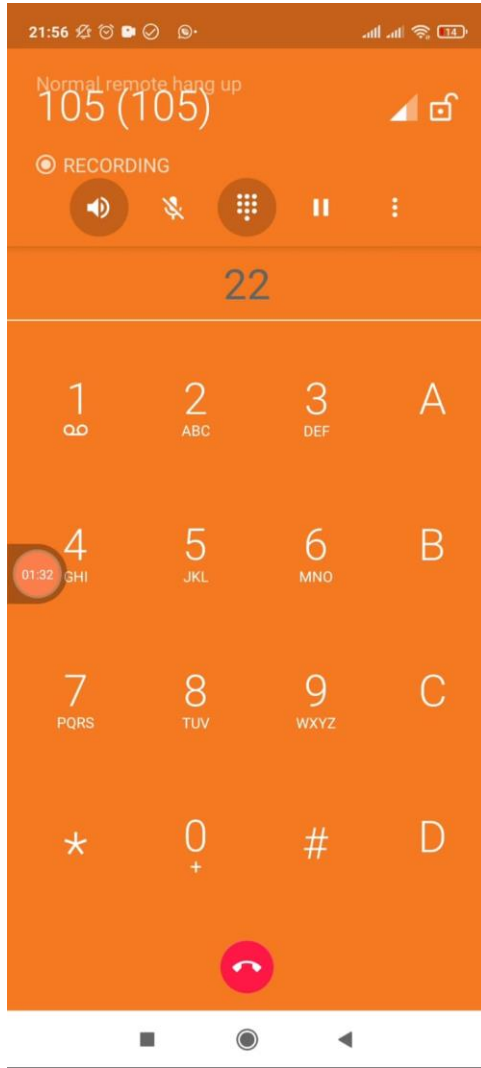 21:56 14
Normal remote hang up
105 (105)
RECORDING
22
1 2 3 A
ABC DEF
4 5 6 B
01:32 GHI JKL MNO
7 8 9 C
PQRS TUV WXYZ
* 0 # D
+